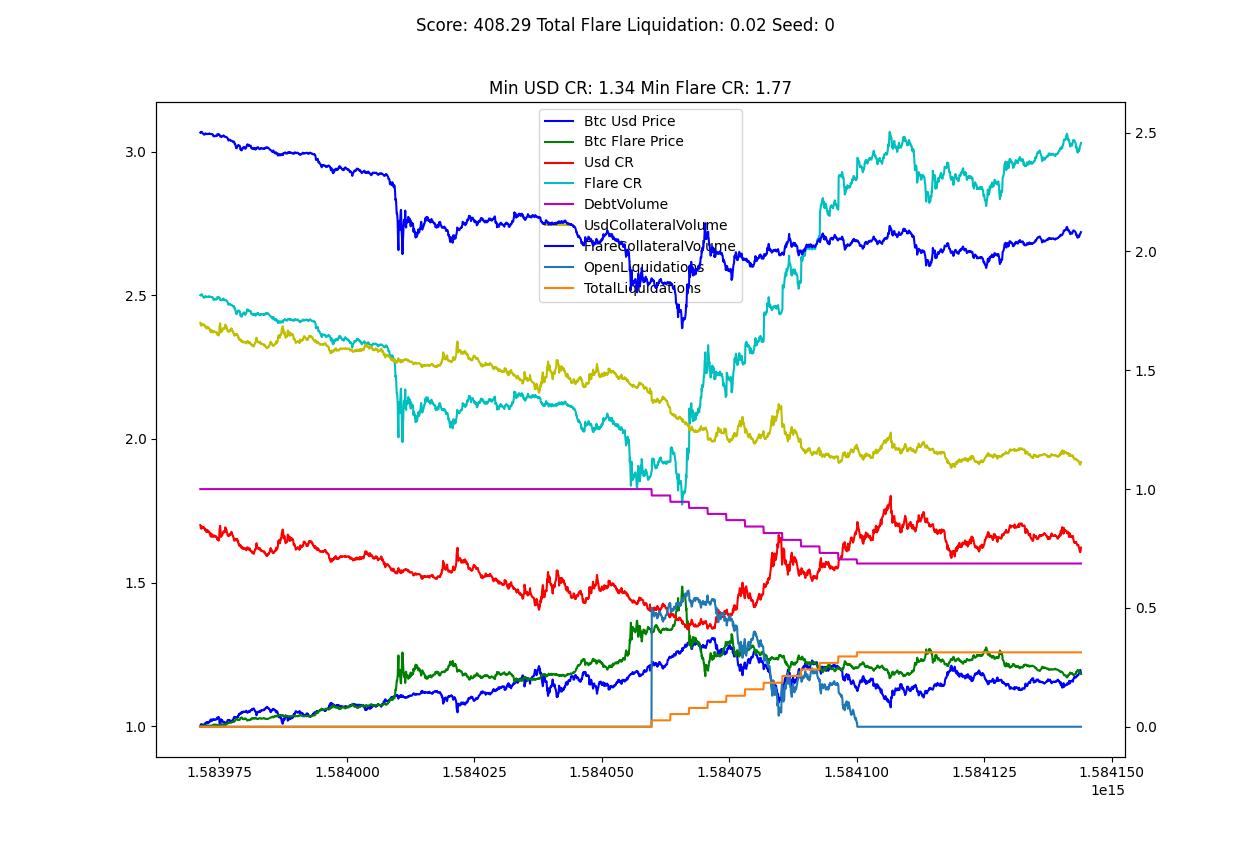 Score: 408.29 Total Flare Liquidation: 0.02 Seed: 0
Min USD CR: 1.34 Min Flare CR: 1.77
Btc Usd Price
Btc Flare Price
Usd CR
Flare CR
DebtVolume
UsdCollateralVolume
FlareCollateralVolume
OpenLiquidations
TotalLiquidations
3.0
2.5
2.0
1.5
1.0
2.5
2.0
1.5
1.0
0.5
0.0
1.583975
1.584000
1.584025
1.584050
1.584075
1.584100
1.584125
1.584150
1e15